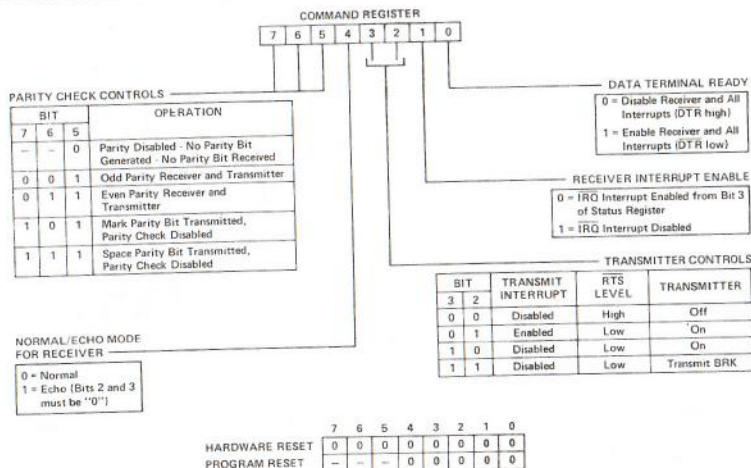 COMMAND REGISTER
7 6 5 4 3 2 1 0
PARITY CHECK CONTROLS
BIT OPERATION
7 6 5
– – 0 Parity Disabled - No Parity Bit
Generated - No Parity Bit Received
0 0 1 Odd Parity Receiver and Transmitter
0 1 1 Even Parity Receiver and
Transmitter
1 0 1 Mark Parity Bit Transmitted,
Parity Check Disabled
1 1 1 Space Parity Bit Transmitted,
Parity Check Disabled
NORMAL/ECHO MODE
FOR RECEIVER
0 = Normal
1 = Echo (Bits 2 and 3
must be "0")
DATA TERMINAL READY
0 = Disable Receiver and All
Interrupts (DTR high)
1 = Enable Receiver and All
Interrupts (DTR low)
RECEIVER INTERRUPT ENABLE
0 = IRQ Interrupt Enabled from Bit 3
of Status Register
1 = IRQ Interrupt Disabled
TRANSMITTER CONTROLS
BIT TRANSMIT INTERRUPT RTS LEVEL TRANSMITTER
3 2
0 0 Disabled High Off
0 1 Enabled Low On
1 0 Disabled Low On
1 1 Disabled Low Transmit BRK
7 6 5 4 3 2 1 0
HARDWARE RESET 0 0 0 0 0 0 0 0
PROGRAM RESET – – – 0 0 0 0 0